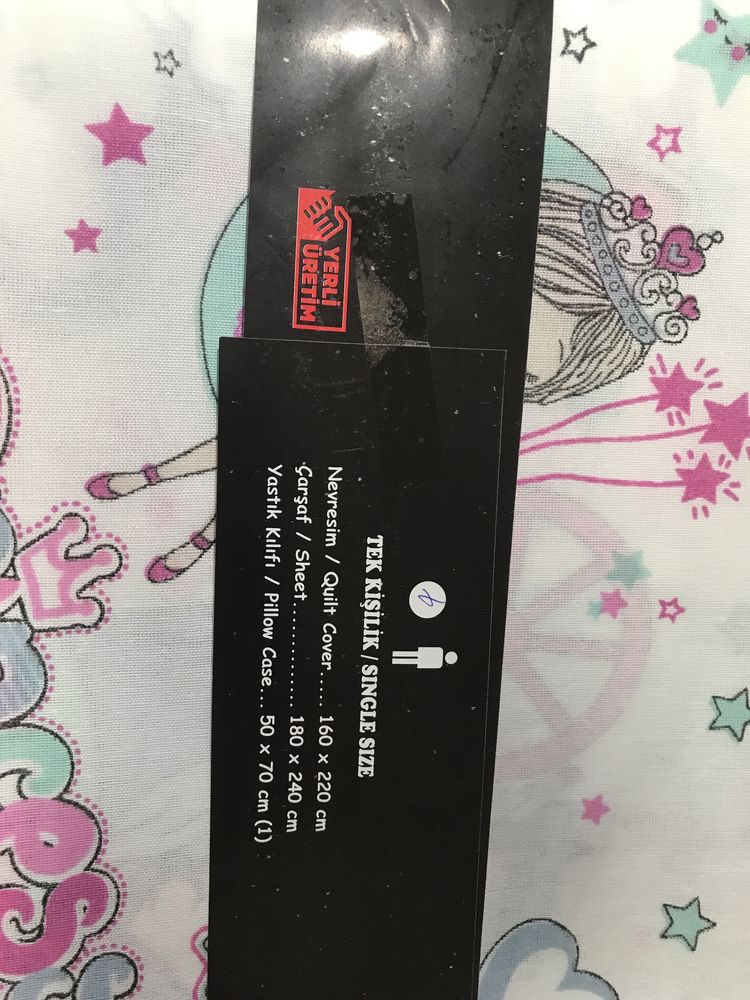 YERLİ
ÜRETİM
TEK KİŞİLİK / SINGLE SIZE
Nevresim / Quilt Cover..... 160 x 220 cm
Çarşaf / Sheet.............. 180 x 240 cm
Yastık Kılıfı / Pillow Case... 50 x 70 cm (1)